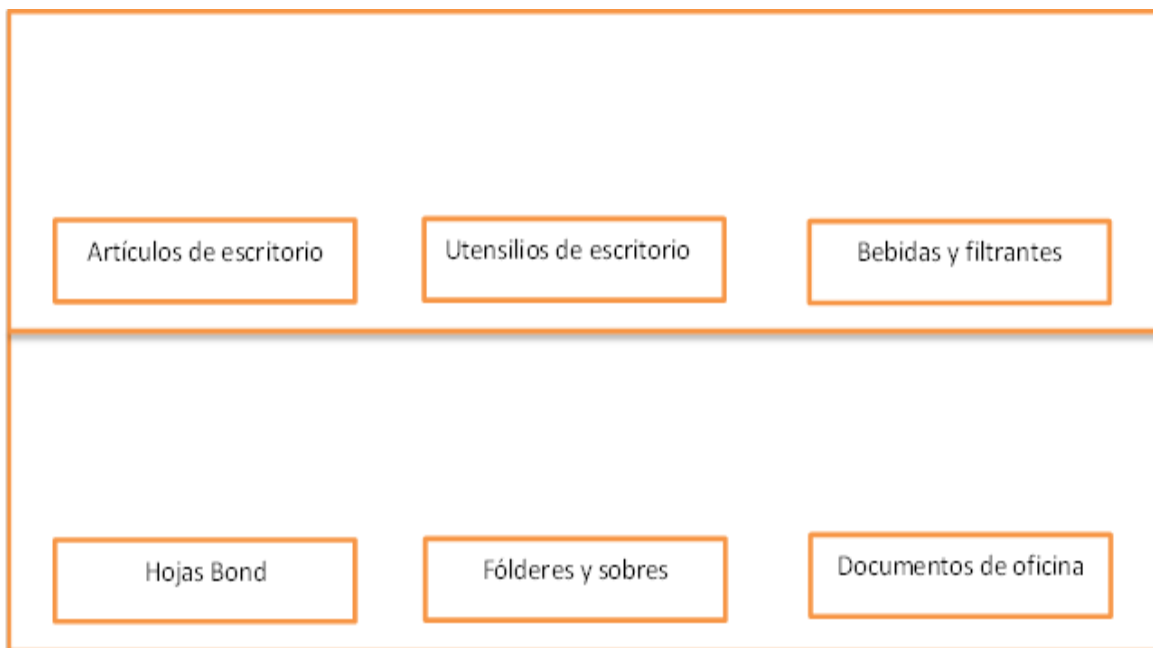 Artículos de escritorio
Utensilios de escritorio
Bebidas y filtrantes
Hojas Bond
Fólderes y sobres
Documentos de oficina